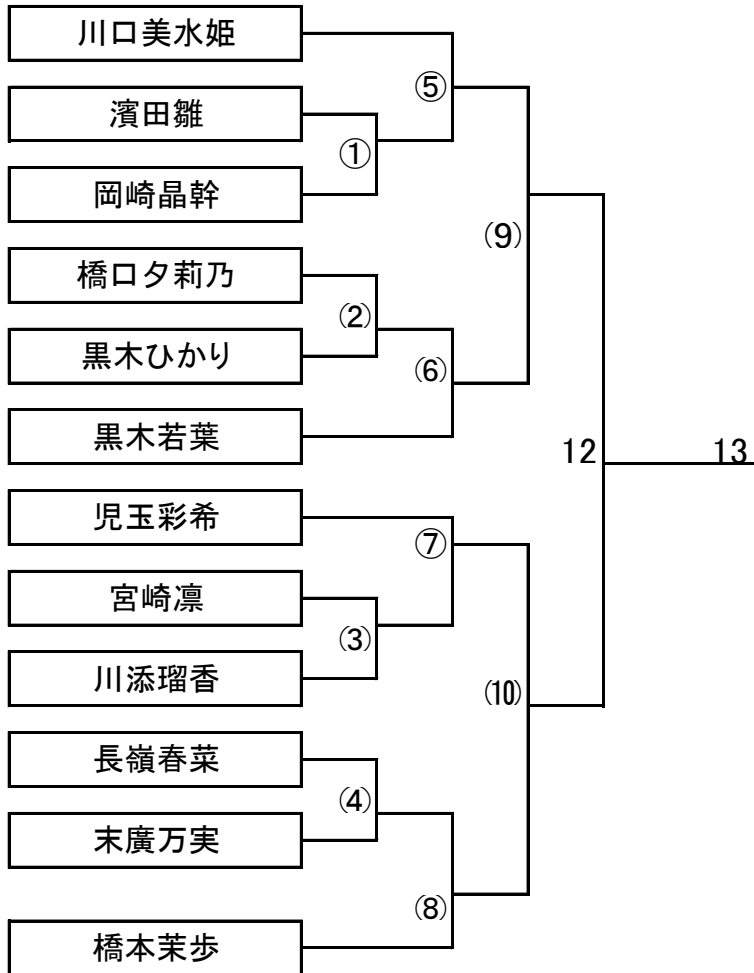 川口美水姫
⑤
濱田雛
①
岡崎晶幹
(9)
橋口夕莉乃
(2)
黒木ひかり
(6)
黒木若葉
12
13
児玉彩希
⑦
宮崎凛
(3)
川添瑠香
(10)
長嶺春菜
(4)
末廣万実
(8)
橋本茉歩